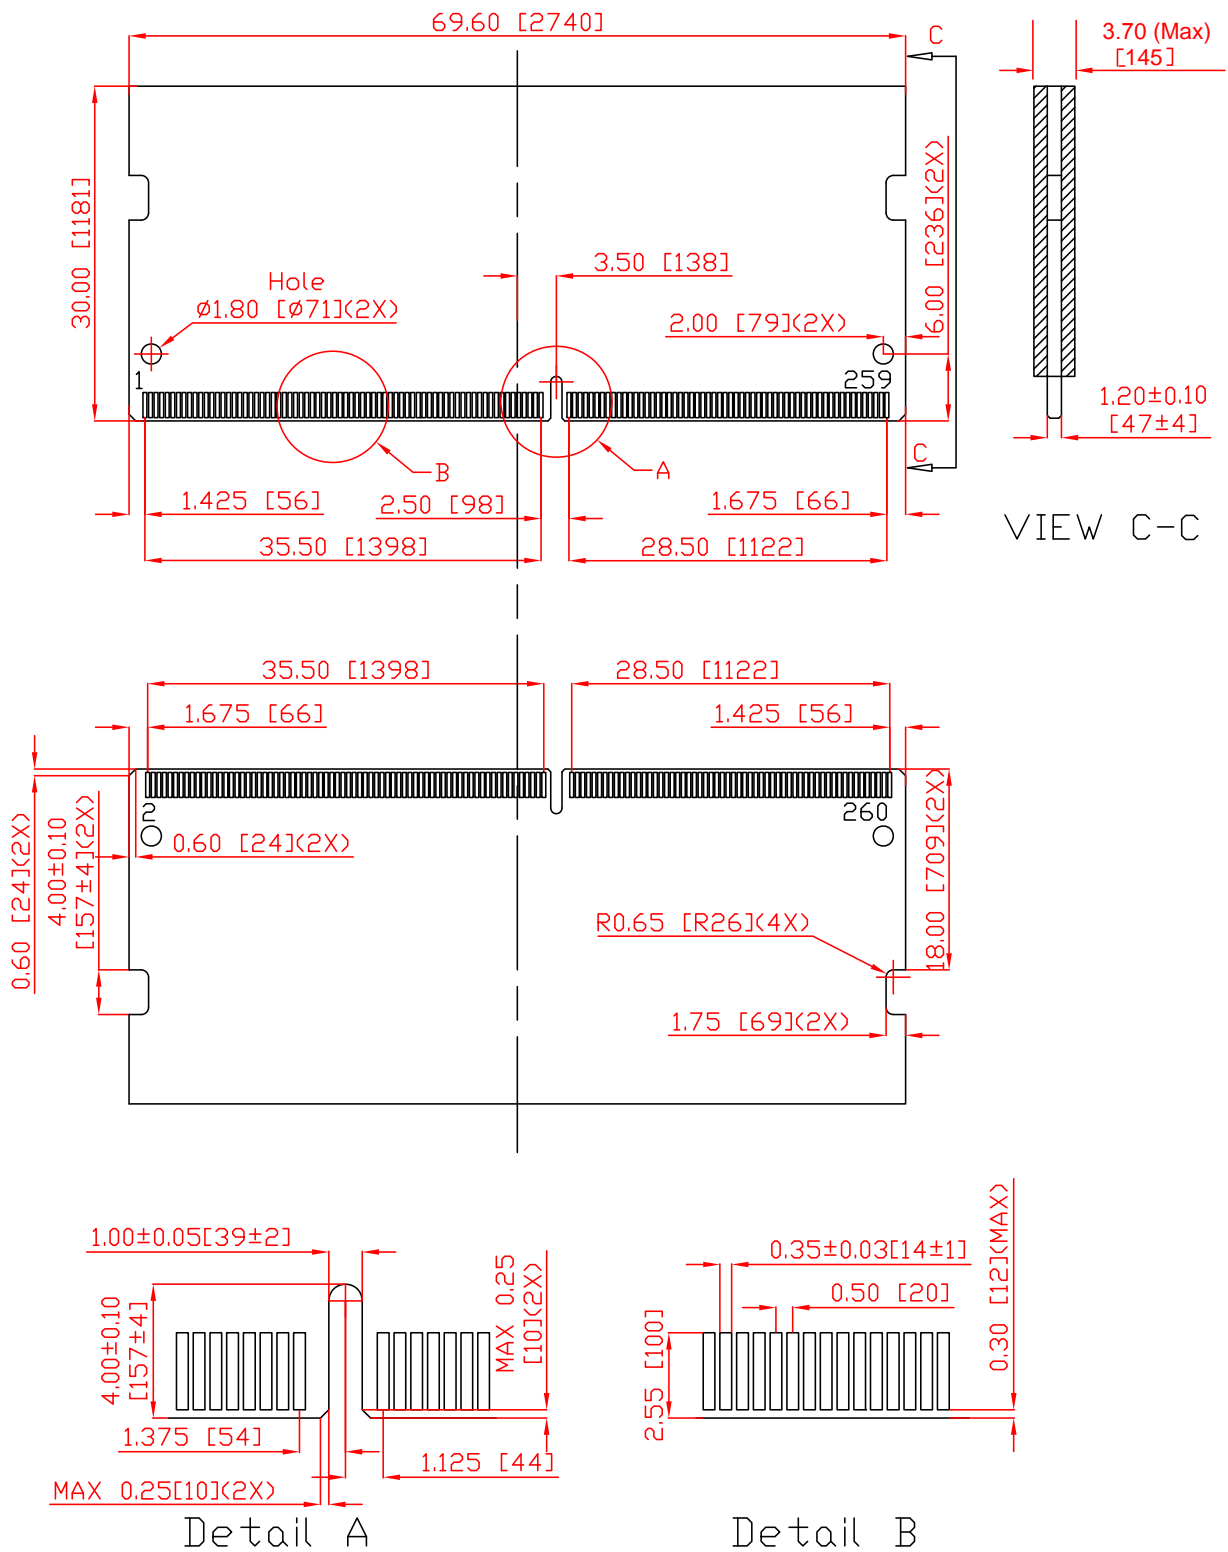 69.60 [2740]
C
3.70 (Max)
[145]
30.00 [1181]
6.00 [236](2X)
3.50 [138]
Hole
Ø1.80 [Ø71](2X)
2.00 [79](2X)
1
259
1.20±0.10
[47±4]
B
A
C
1.425 [56]
2.50 [98]
1.675 [66]
35.50 [1398]
28.50 [1122]
VIEW C-C
35.50 [1398]
28.50 [1122]
1.675 [66]
1.425 [56]
2
260
0.60 [24](2X)
0.60 [24](2X)
4.00±0.10
[157±4](2X)
18.00 [709](2X)
R0.65 [R26](4X)
1.75 [69](2X)
1.00±0.05[39±2]
4.00±0.10
[157±4]
MAX 0.25
[10](2X)
1.375 [54]
1.125 [44]
MAX 0.25[10](2X)
Detail A
0.35±0.03[14±1]
0.50 [20]
2.55 [100]
0.30 [12](MAX)
Detail B